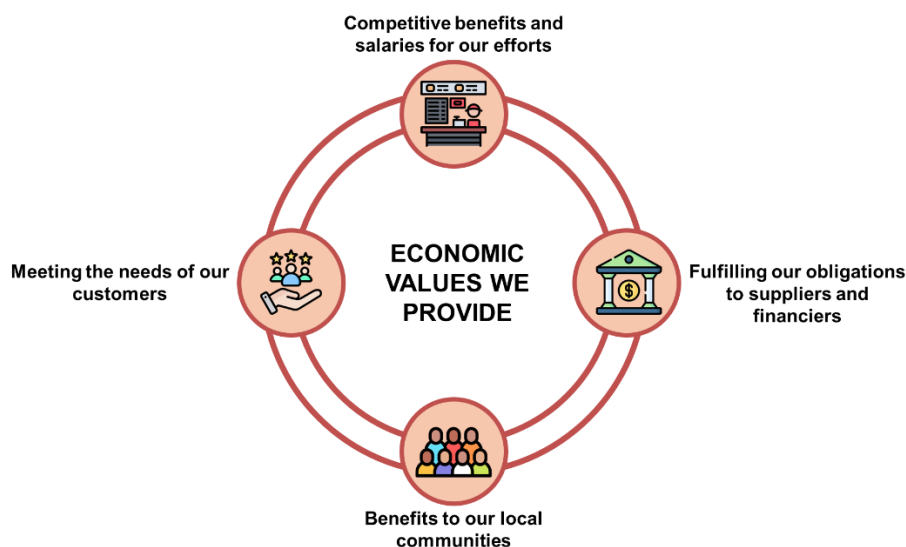 Competitive benefits and
salaries for our efforts
Meeting the needs of our
customers
ECONOMIC
VALUES WE
PROVIDE
Fulfilling our obligations
to suppliers and
financiers
Benefits to our local
communities